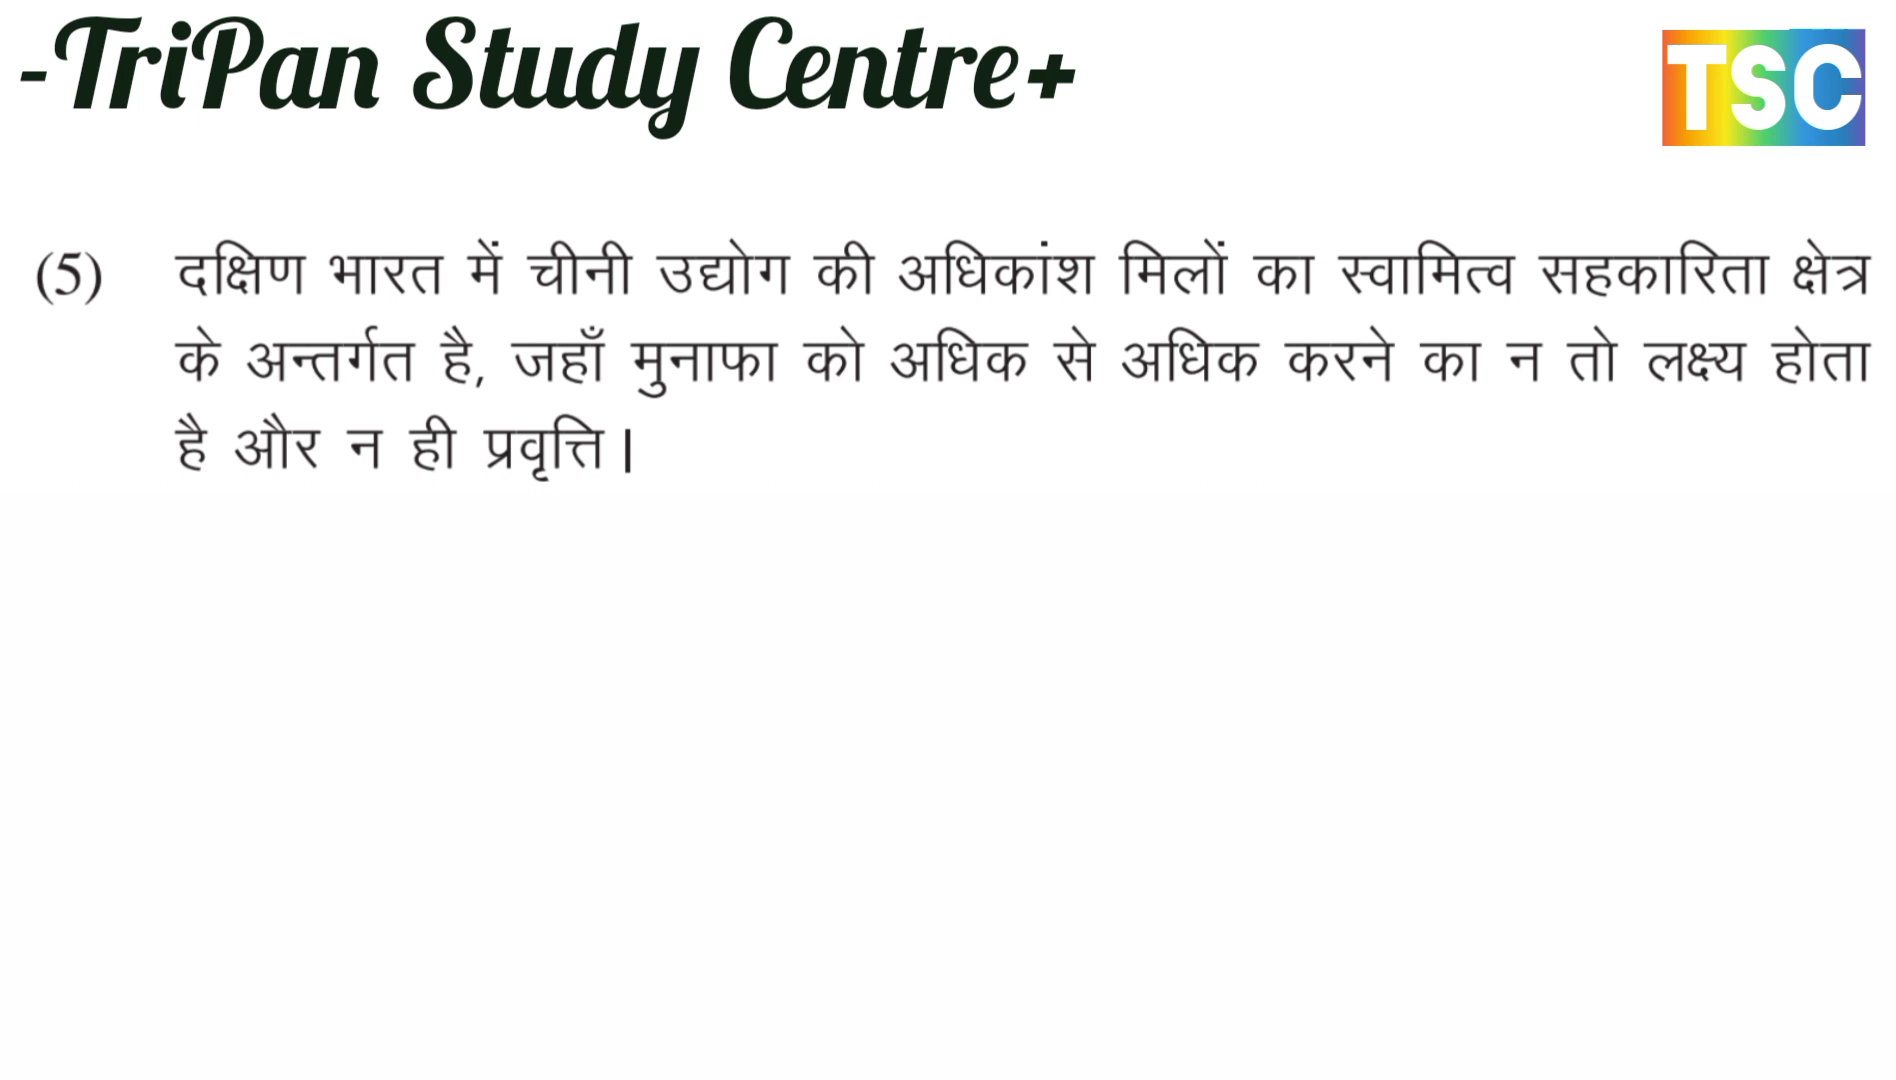 -TriPan Study Centre+
TSC
(5) दक्षिण भारत में चीनी उद्योग की अधिकांश मिलों का स्वामित्व सहकारिता क्षेत्र
के अन्तर्गत है, जहाँ मुनाफा को अधिक से अधिक करने का न तो लक्ष्य होता
है और न ही प्रवृत्ति।